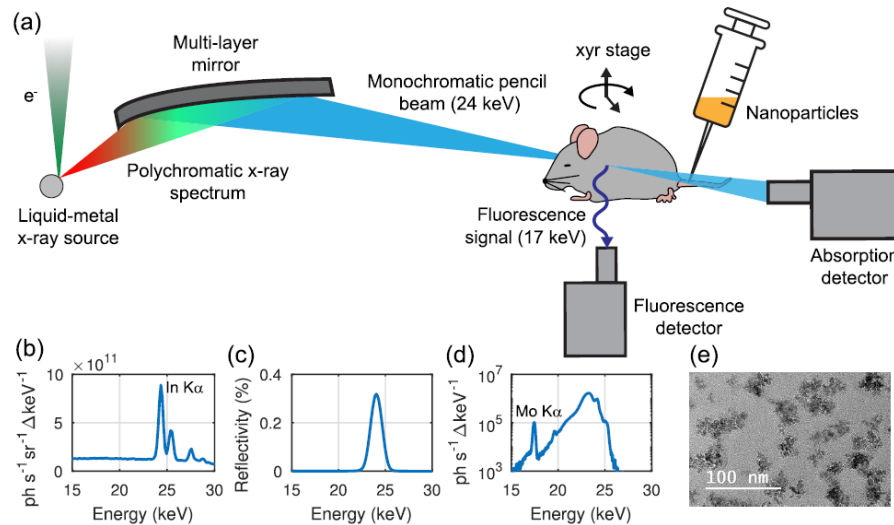 (a)
Multi-layer
mirror
xyr stage
e-
Monochromatic pencil
beam (24 keV)
Nanoparticles
Polychromatic x-ray
spectrum
Liquid-metal
x-ray source
Fluorescence
signal (17 keV)
Absorption
detector
Fluorescence
detector
(b)
× 10¹¹
10
5
0
ph s⁻¹ sr⁻¹ ΔkeV⁻¹
In Kα
15 20 25 30
Energy (keV)
(c)
0.4
0.2
0
Reflectivity (%)
15 20 25 30
Energy (keV)
(d)
10⁷
10⁵
10³
ph s⁻¹ ΔkeV⁻¹
Mo Kα
15 20 25 30
Energy (keV)
(e)
100 nm